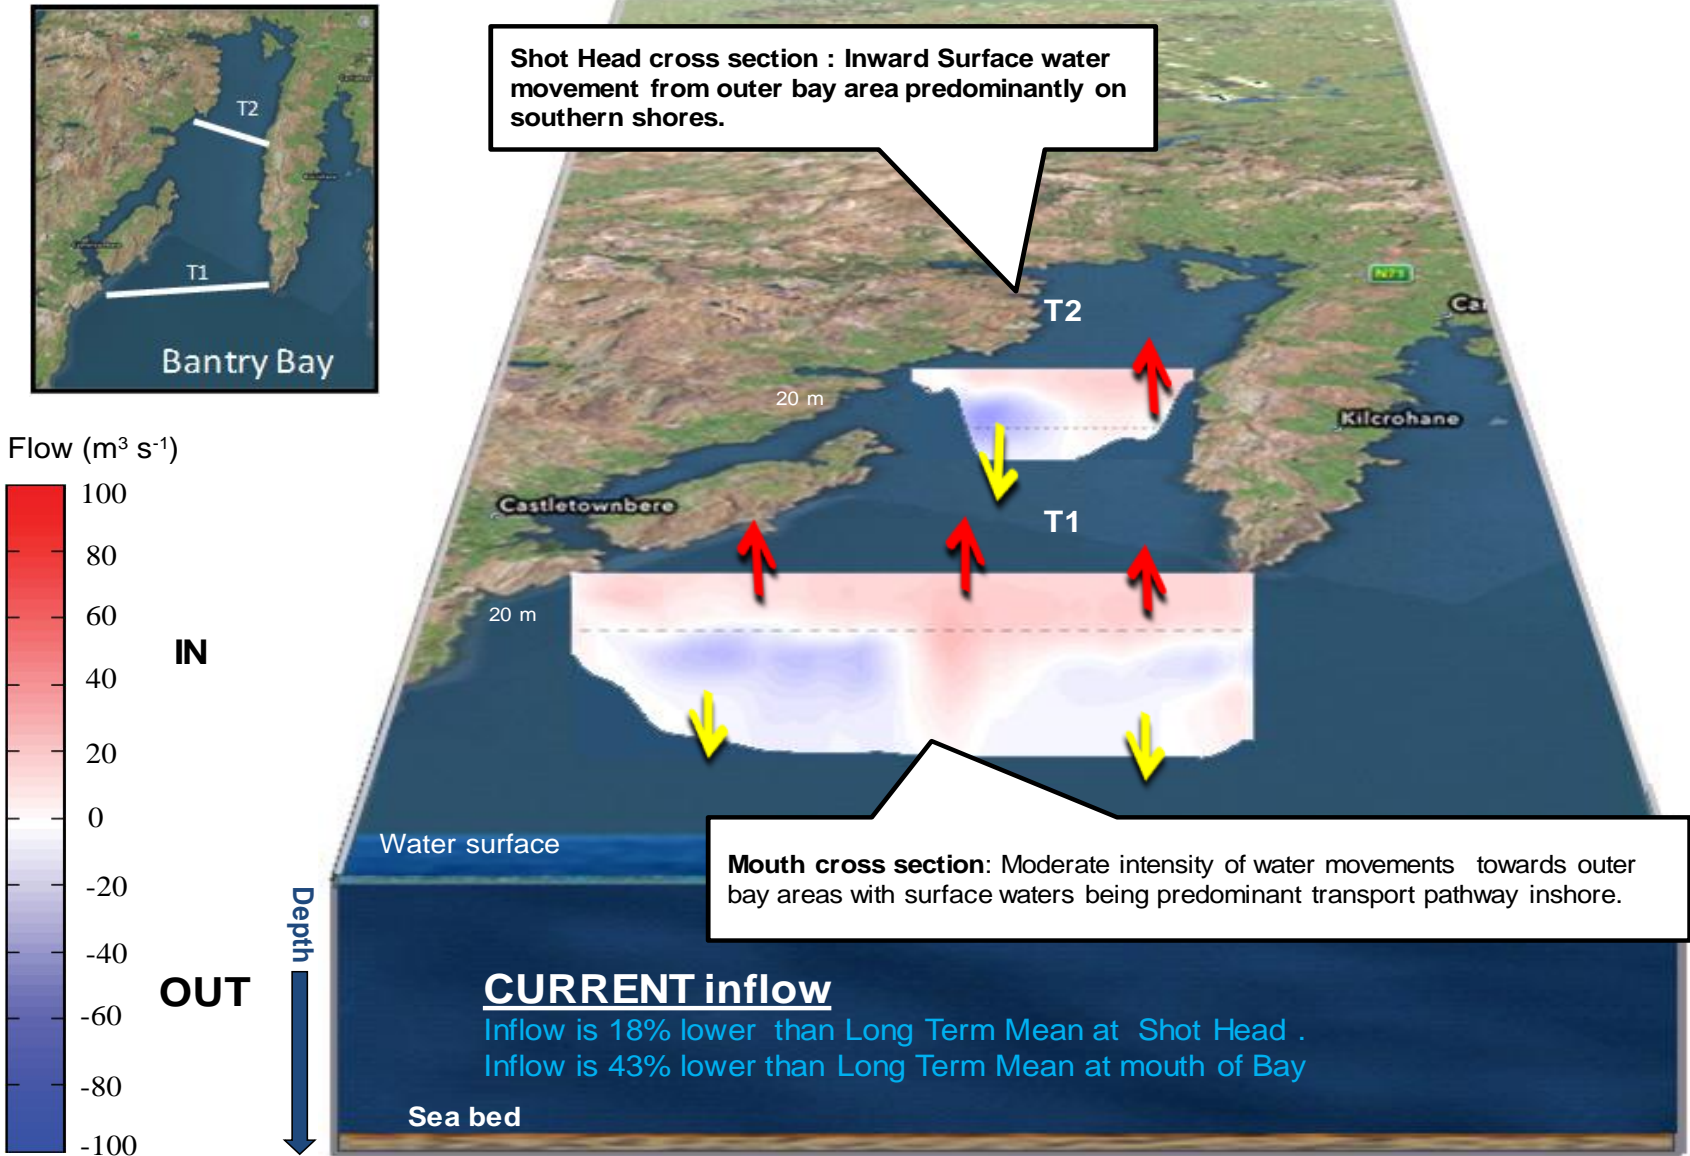 T2
T1
Bantry Bay
Shot Head cross section : Inward Surface water
movement from outer bay area predominantly on
southern shores.
T2
N71
20 m
Kilcrohane
Castletownbere
T1
20 m
Flow (m³ s⁻¹)
100
80
60
40
20
0
-20
-40
-60
-80
-100
IN
OUT
Water surface
Depth
Mouth cross section: Moderate intensity of water movements towards outer
bay areas with surface waters being predominant transport pathway inshore.
CURRENT inflow
Inflow is 18% lower than Long Term Mean at Shot Head .
Inflow is 43% lower than Long Term Mean at mouth of Bay
Sea bed